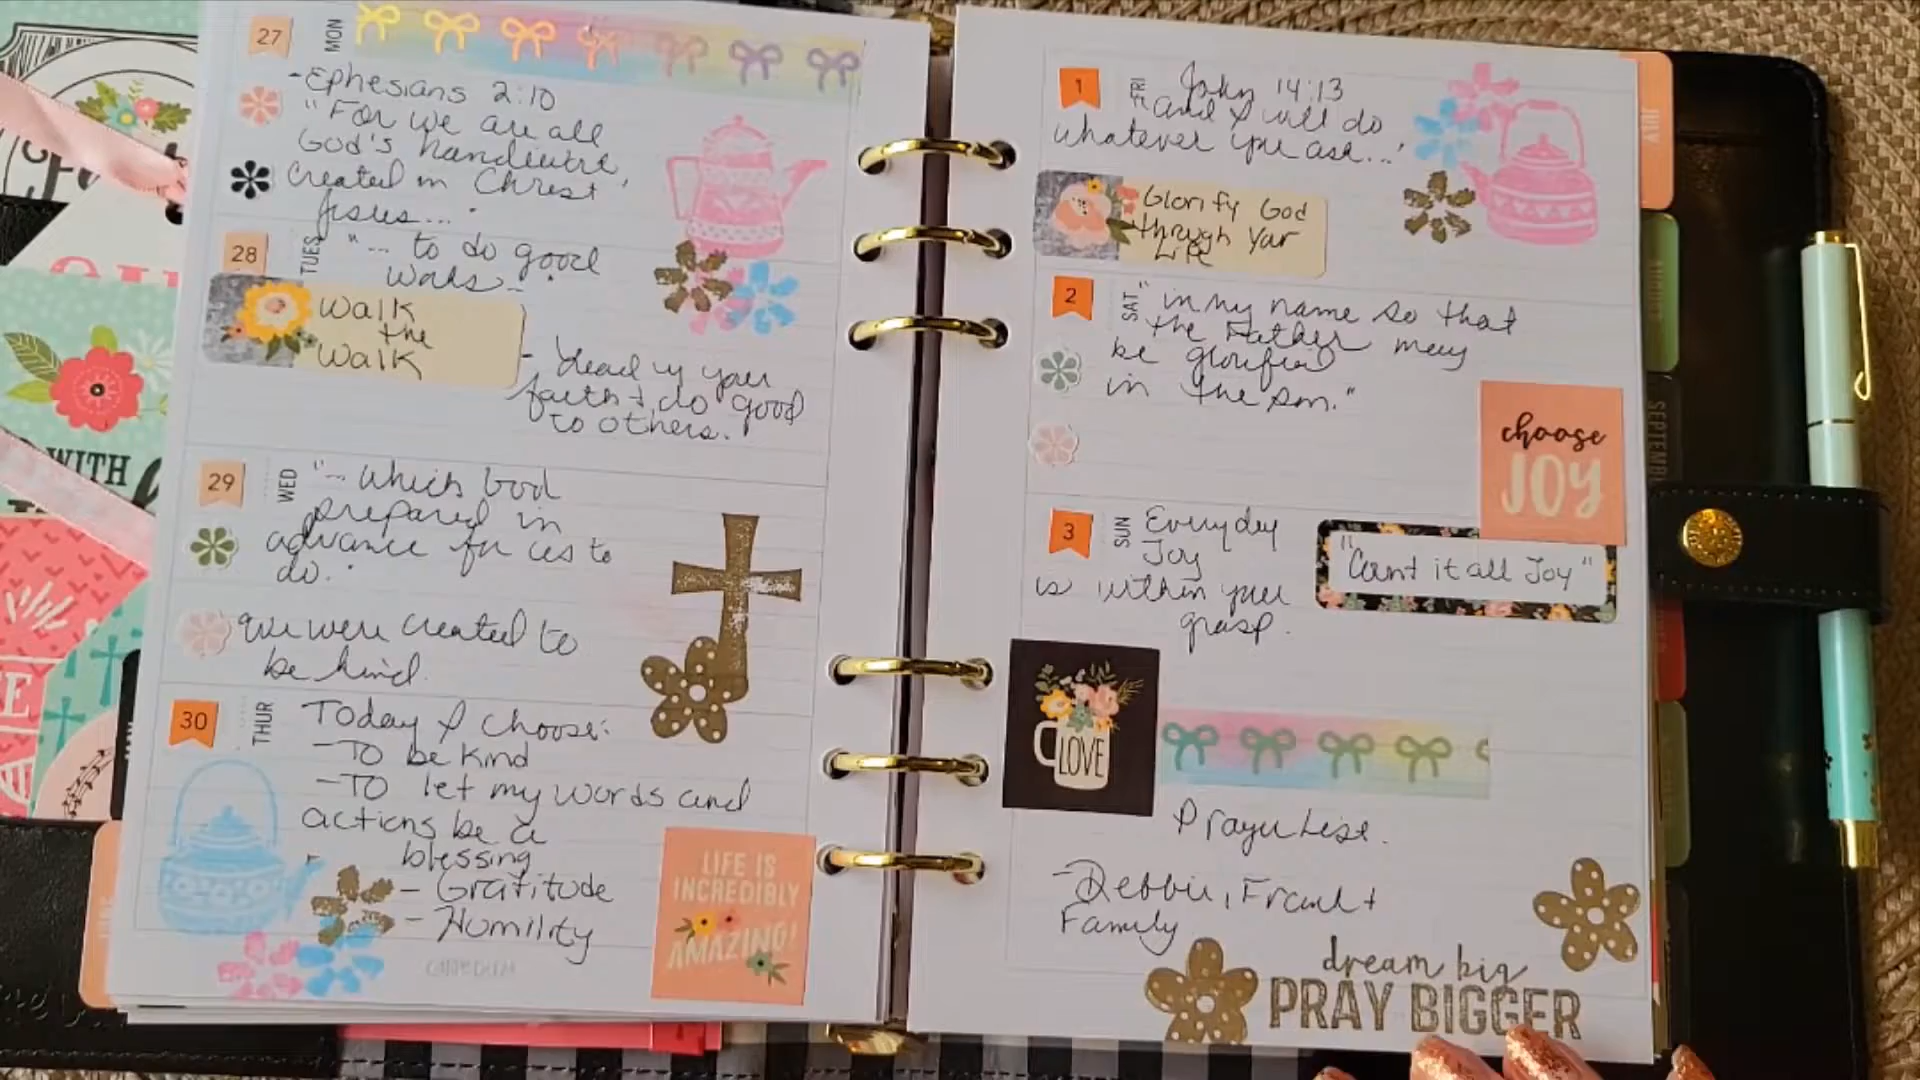 27 MON
-Ephesians 2:10
"For we are all
God's handiwork,
Created in Christ
Jesus... "
28 TUES
"... to do good
works... "
Walk
the
Walk
- lead in your
faith + do good
to others.
29 WED
"... which God
prepared in
advance for us to
do."
We were created to
be kind.
30 THUR
Today I choose:
-To be kind
-To let my words and
actions be a
blessing
- Gratitude
- Humility
LIFE IS
INCREDIBLY
AMAZING!
1 FRI
John 14:13
"and I will do
whatever you ask..."
Glorify God
through your
Life
2 SAT
"in my name so that
the Father may
be glorified
in the son."
choose
JOY
3 SUN
Everyday
Joy
is within your
grasp.
"Count it all Joy"
LOVE
Prayer List.
-Debbie, Frank +
Family
dream big
PRAY BIGGER
JULY
SEPTEMB
WITH